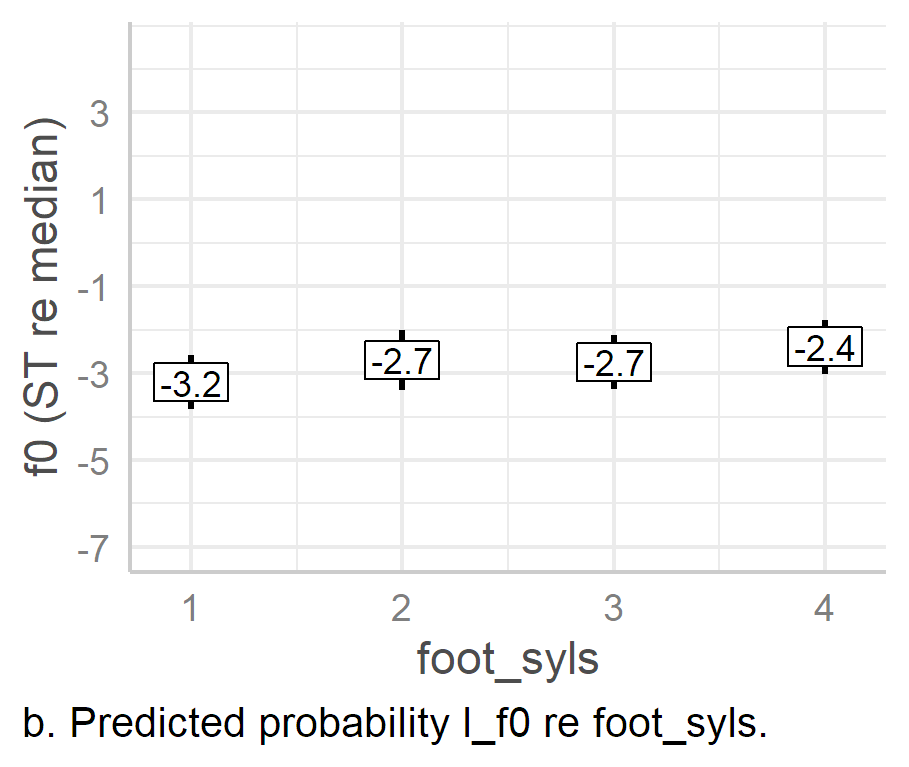 f0 (ST re median)
3
1
-1
-3
-5
-7
-3.2
-2.7
-2.7
-2.4
1 2 3 4
foot_syls
b. Predicted probability l_f0 re foot_syls.